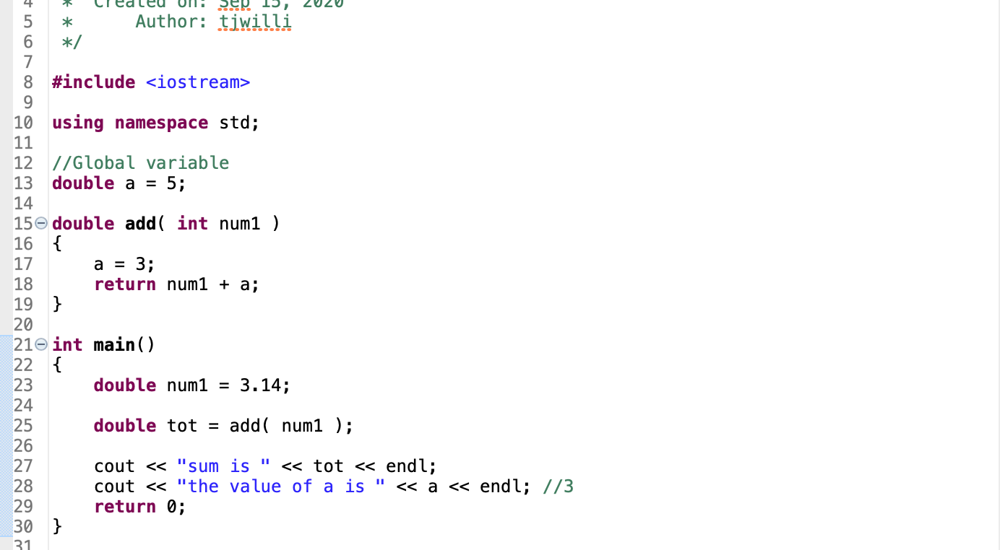 4  *  Created on: Sep 15, 2020
5  *      Author: tjwilli
6  */
7
8 #include <iostream>
9
10 using namespace std;
11
12 //Global variable
13 double a = 5;
14
15 double add( int num1 )
16 {
17     a = 3;
18     return num1 + a;
19 }
20
21 int main()
22 {
23     double num1 = 3.14;
24
25     double tot = add( num1 );
26
27     cout << "sum is " << tot << endl;
28     cout << "the value of a is " << a << endl; //3
29     return 0;
30 }
31